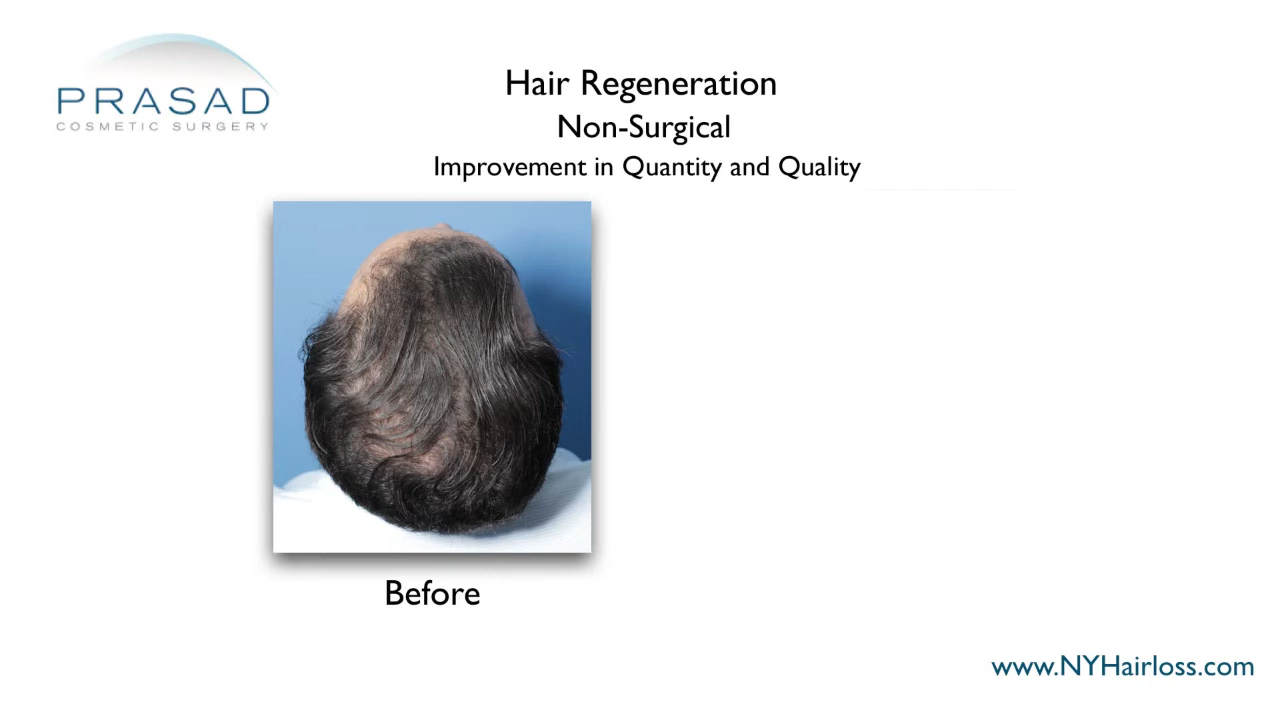 PRASAD
COSMETIC SURGERY
Hair Regeneration
Non-Surgical
Improvement in Quantity and Quality
Before
www.NYHairloss.com